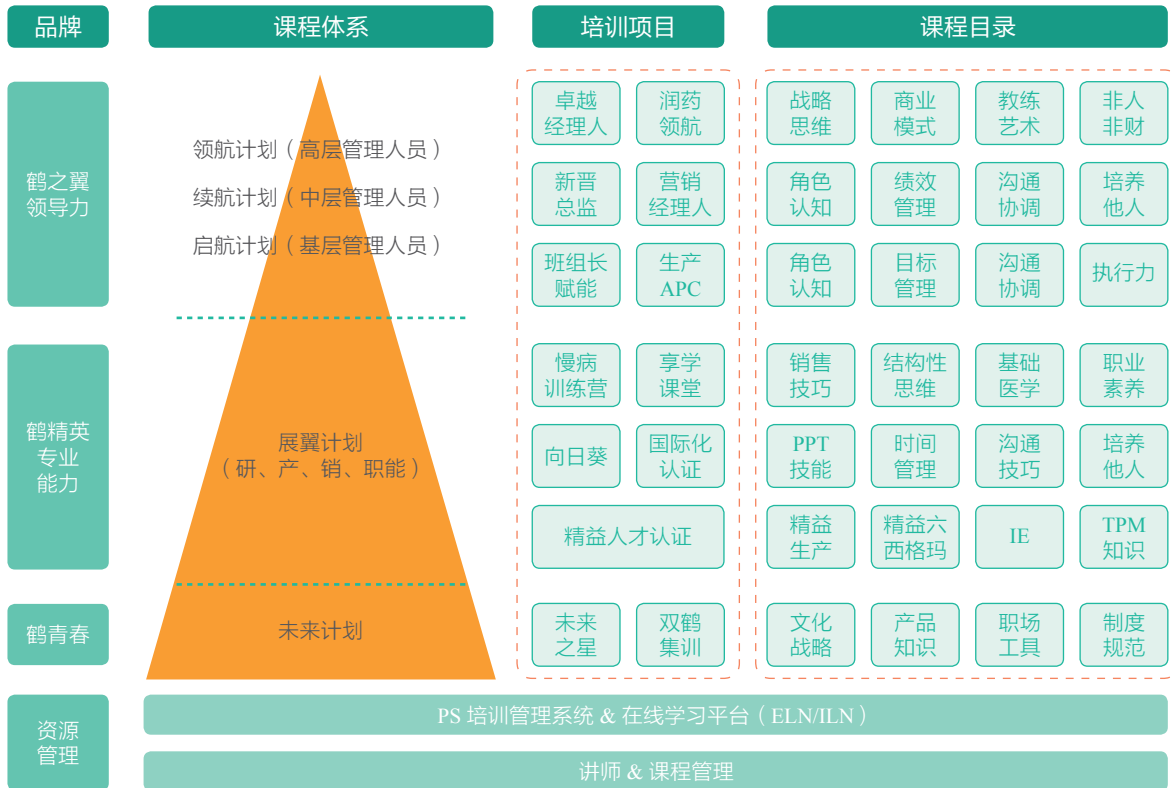 品牌
课程体系
培训项目
课程目录
鹤之翼
领导力
领航计划（高层管理人员）
续航计划（中层管理人员）
启航计划（基层管理人员）
卓越
经理人
润药
领航
战略
思维
商业
模式
教练
艺术
非人
非财
新晋
总监
营销
经理人
角色
认知
绩效
管理
沟通
协调
培养
他人
班组长
赋能
生产
APC
角色
认知
目标
管理
沟通
协调
执行力
鹤精英
专业
能力
展翼计划
（研、产、销、职能）
慢病
训练营
享学
课堂
销售
技巧
结构性
思维
基础
医学
职业
素养
向日葵
国际化
认证
PPT
技能
时间
管理
沟通
技巧
培养
他人
精益人才认证
精益
生产
精益六
西格玛
IE
TPM
知识
鹤青春
未来计划
未来
之星
双鹤
集训
文化
战略
产品
知识
职场
工具
制度
规范
资源
管理
PS 培训管理系统 & 在线学习平台（ELN/ILN）
讲师 & 课程管理